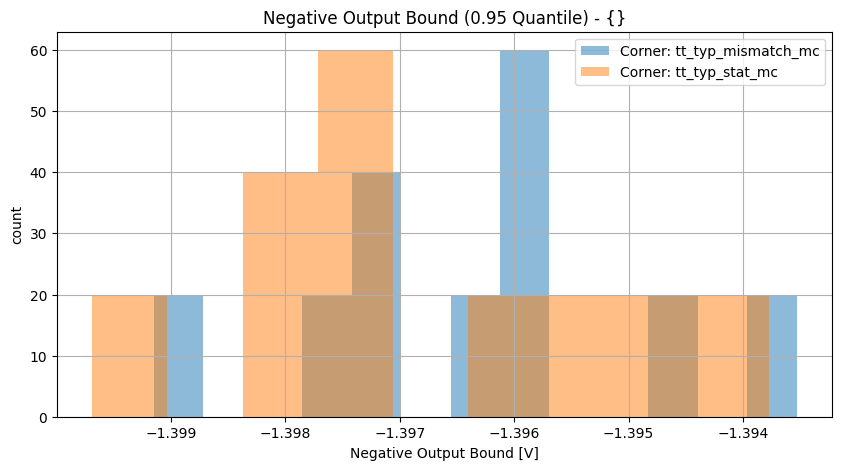 Negative Output Bound (0.95 Quantile) - {}
Corner: tt_typ_mismatch_mc
Corner: tt_typ_stat_mc
60
50
40
30
20
10
0
count
−1.399
−1.398
−1.397
−1.396
−1.395
−1.394
Negative Output Bound [V]